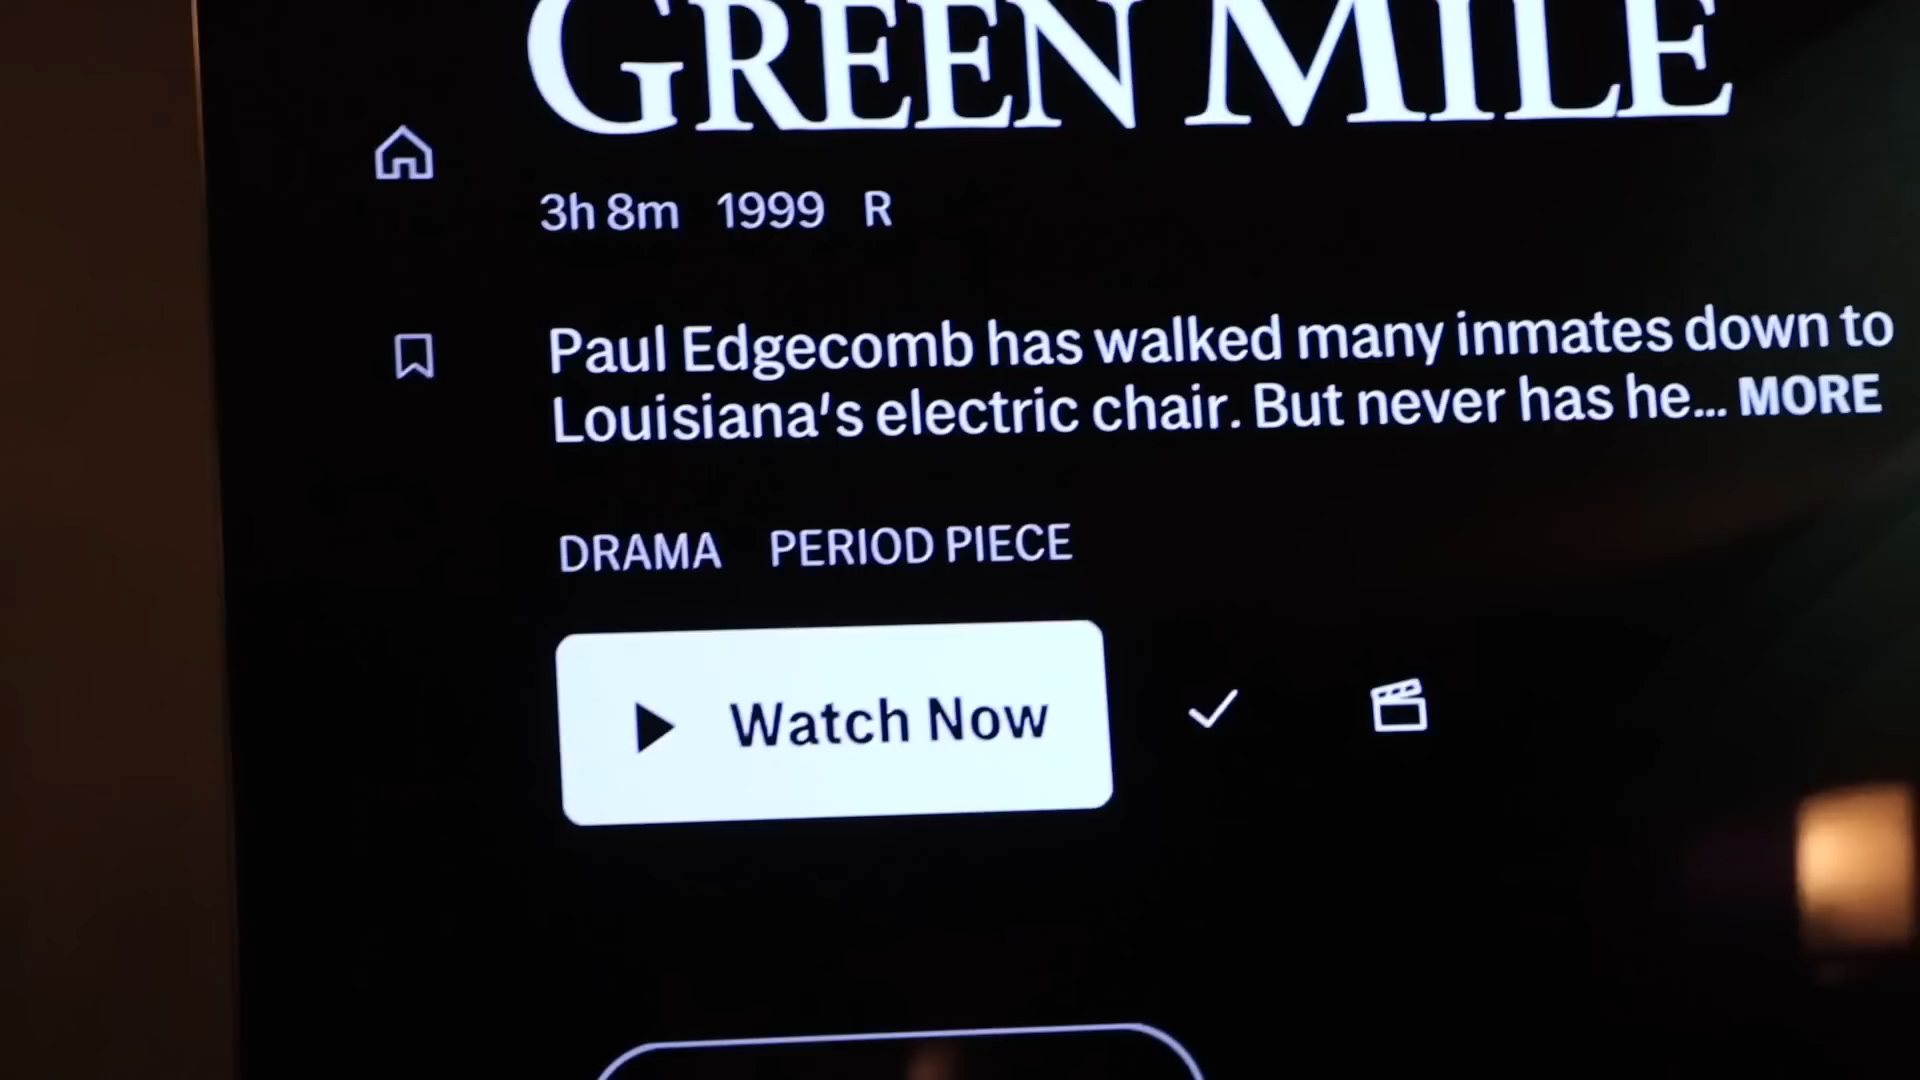 GREEN MILE
3h 8m 1999 R
Paul Edgecomb has walked many inmates down to
Louisiana's electric chair. But never has he... MORE
DRAMA PERIOD PIECE
Watch Now